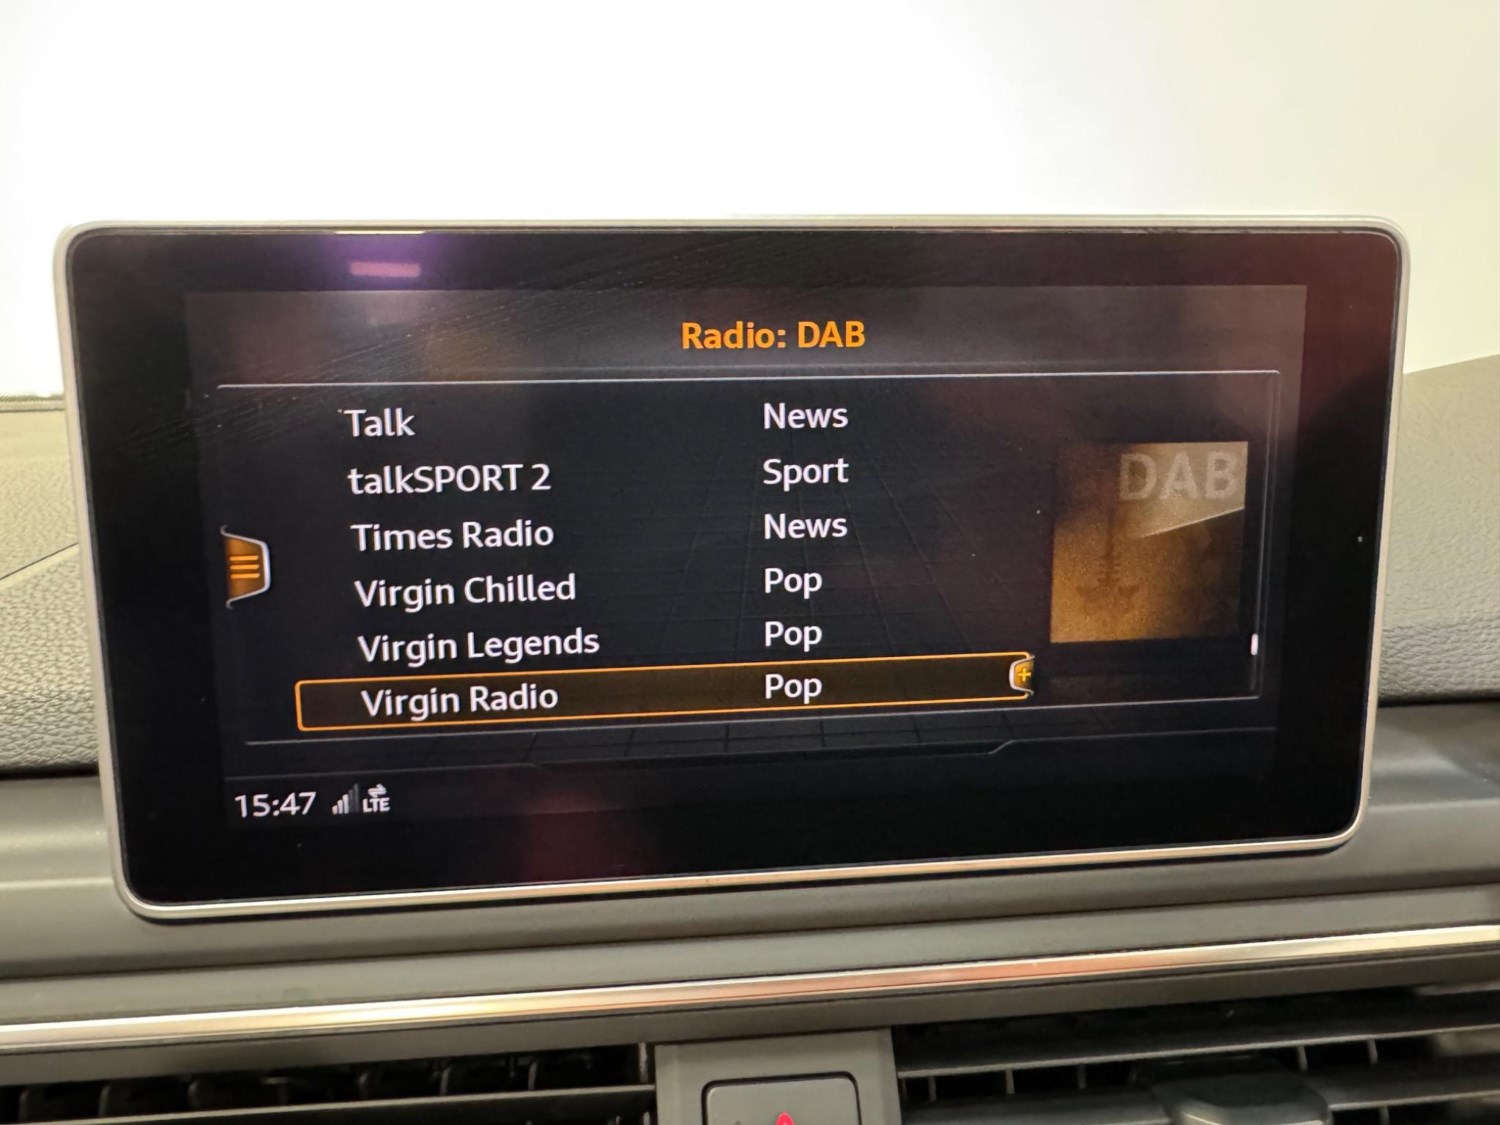 Radio: DAB
Talk News
talkSPORT 2 Sport
Times Radio News
Virgin Chilled Pop
Virgin Legends Pop
Virgin Radio Pop
DAB
15:47 LTE